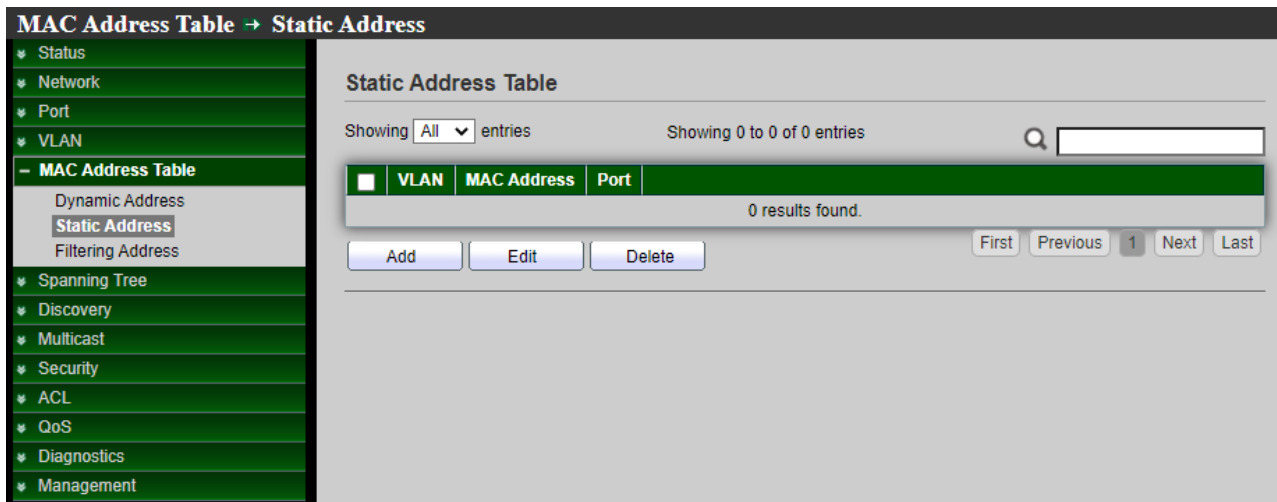 MAC Address Table → Static Address
Status
Network
Port
VLAN
MAC Address Table
Dynamic Address
Static Address
Filtering Address
Spanning Tree
Discovery
Multicast
Security
ACL
QoS
Diagnostics
Management
Static Address Table
Showing All entries
Showing 0 to 0 of 0 entries
VLAN MAC Address Port
0 results found.
Add Edit Delete
First Previous 1 Next Last